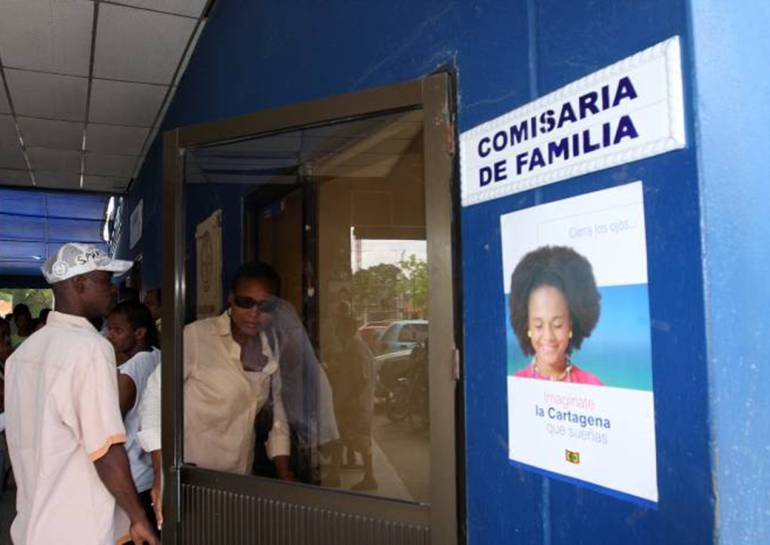 COMISARIA
DE FAMILIA
Cierra los ojos...
Imagínate
la Cartagena
que sueñas